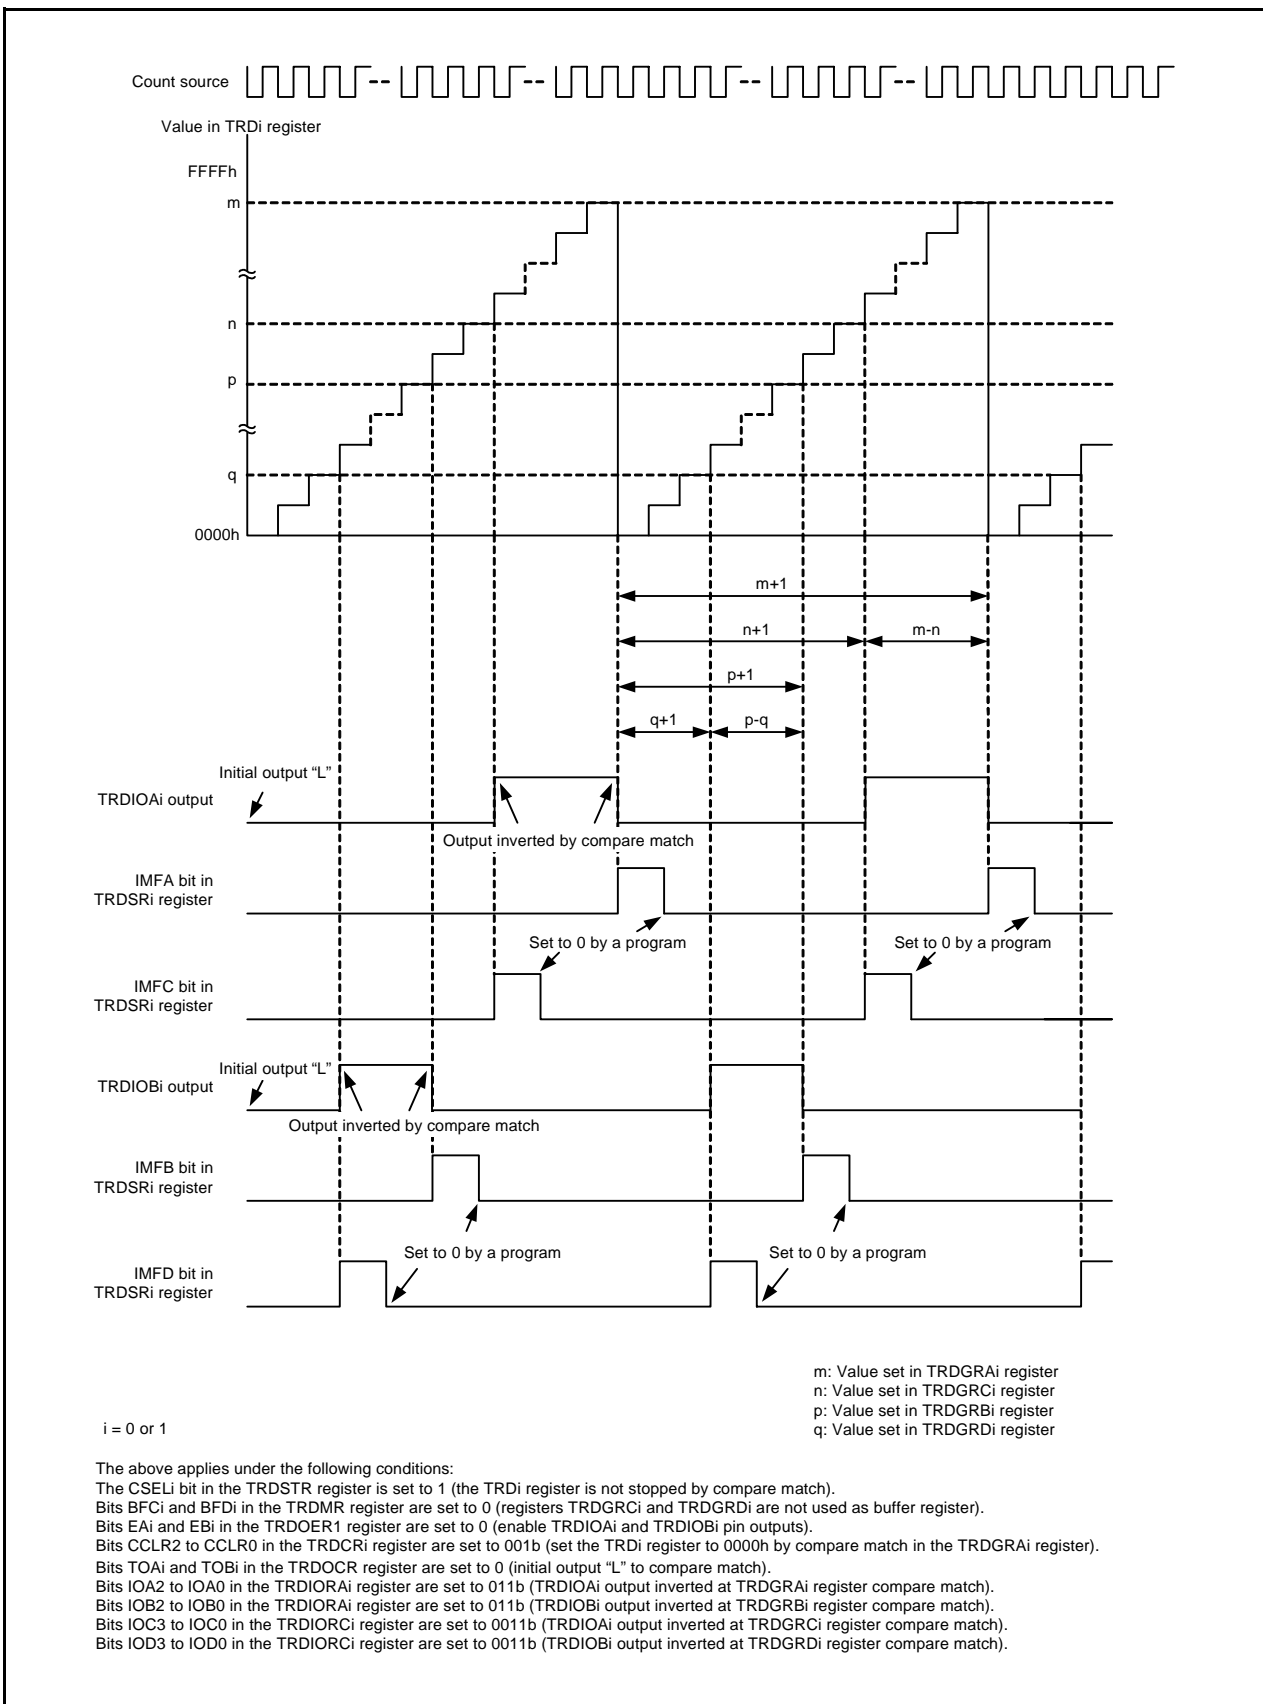 Count source
Value in TRDi register
FFFFh
m
n
p
q
0000h
m+1
n+1
m-n
p+1
q+1
p-q
Initial output “L”
TRDIOAi output
Output inverted by compare match
IMFA bit in
TRDSRi register
Set to 0 by a program
Set to 0 by a program
IMFC bit in
TRDSRi register
Initial output “L”
TRDIOBi output
Output inverted by compare match
IMFB bit in
TRDSRi register
Set to 0 by a program
Set to 0 by a program
IMFD bit in
TRDSRi register
m: Value set in TRDGRAi register
n: Value set in TRDGRCi register
p: Value set in TRDGRBi register
q: Value set in TRDGRDi register
i = 0 or 1
The above applies under the following conditions:
The CSELi bit in the TRDSTR register is set to 1 (the TRDi register is not stopped by compare match).
Bits BFCi and BFDi in the TRDMR register are set to 0 (registers TRDGRCi and TRDGRDi are not used as buffer register).
Bits EAi and EBi in the TRDOER1 register are set to 0 (enable TRDIOAi and TRDIOBi pin outputs).
Bits CCLR2 to CCLR0 in the TRDCRi register are set to 001b (set the TRDi register to 0000h by compare match in the TRDGRAi register).
Bits TOAi and TOBi in the TRDOCR register are set to 0 (initial output “L” to compare match).
Bits IOA2 to IOA0 in the TRDIORAi register are set to 011b (TRDIOAi output inverted at TRDGRAi register compare match).
Bits IOB2 to IOB0 in the TRDIORAi register are set to 011b (TRDIOBi output inverted at TRDGRBi register compare match).
Bits IOC3 to IOC0 in the TRDIORCi register are set to 0011b (TRDIOAi output inverted at TRDGRCi register compare match).
Bits IOD3 to IOD0 in the TRDIORCi register are set to 0011b (TRDIOBi output inverted at TRDGRDi register compare match).